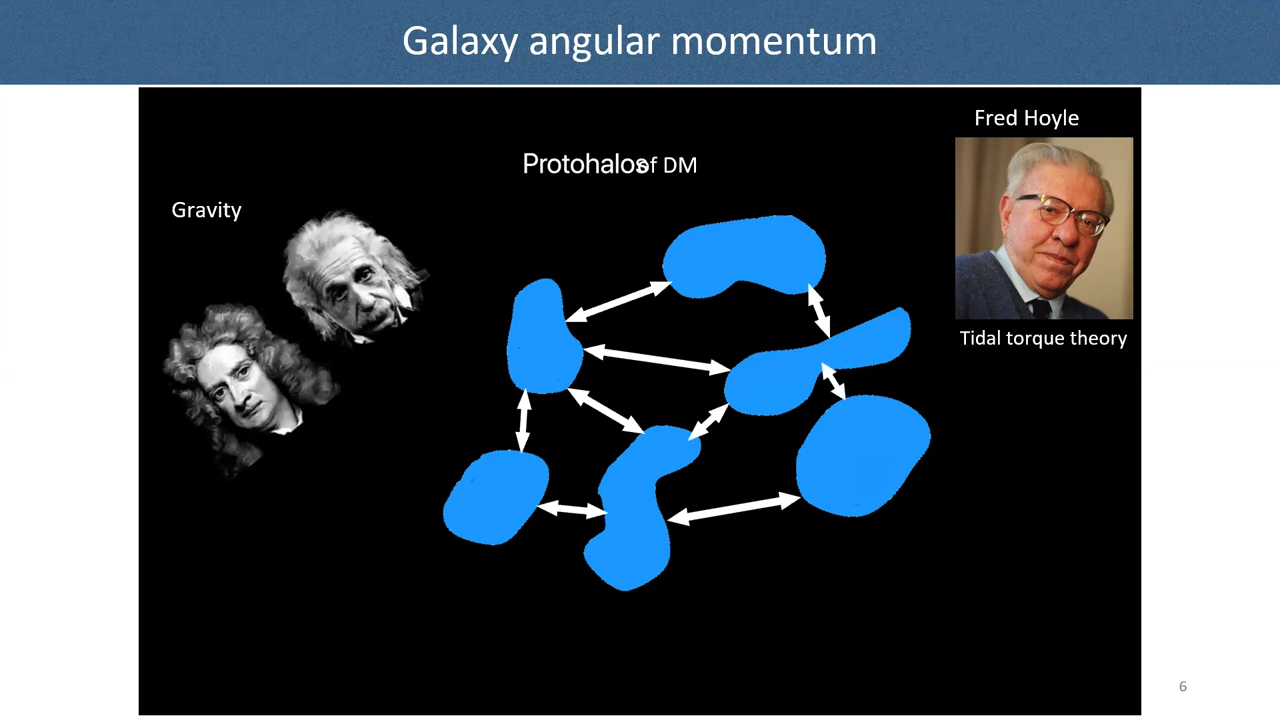 Galaxy angular momentum
Fred Hoyle
Protohalos of DM
Gravity
Tidal torque theory
6